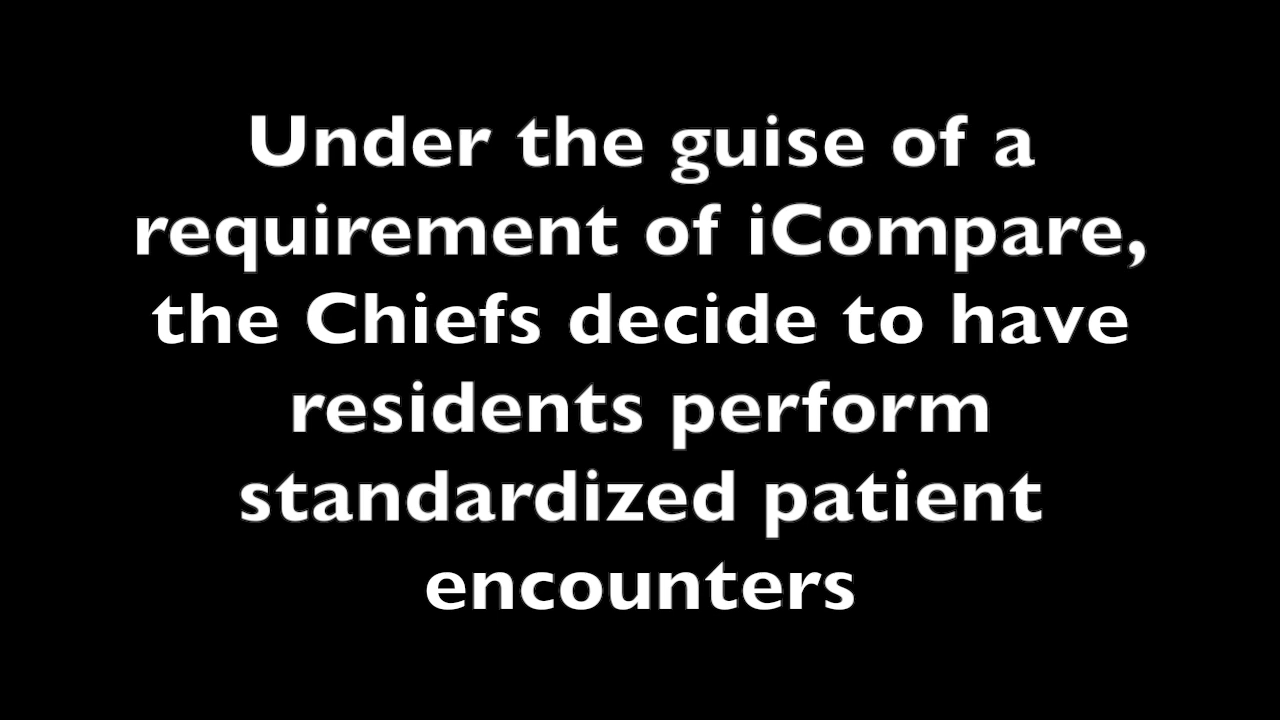 Under the guise of a
requirement of iCompare,
the Chiefs decide to have
residents perform
standardized patient
encounters